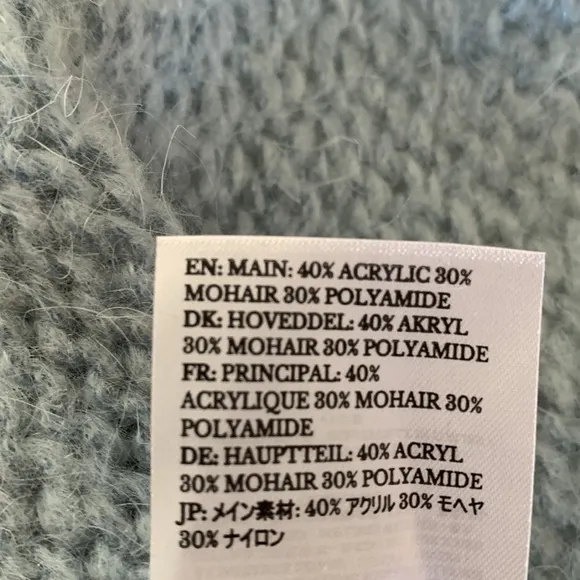 EN: MAIN: 40% ACRYLIC 30%
MOHAIR 30% POLYAMIDE
DK: HOVEDDEL: 40% AKRYL
30% MOHAIR 30% POLYAMIDE
FR: PRINCIPAL: 40%
ACRYLIQUE 30% MOHAIR 30%
POLYAMIDE
DE: HAUPTTEIL: 40% ACRYL
30% MOHAIR 30% POLYAMIDE
JP: メイン素材: 40% アクリル 30% モヘヤ
30% ナイロン